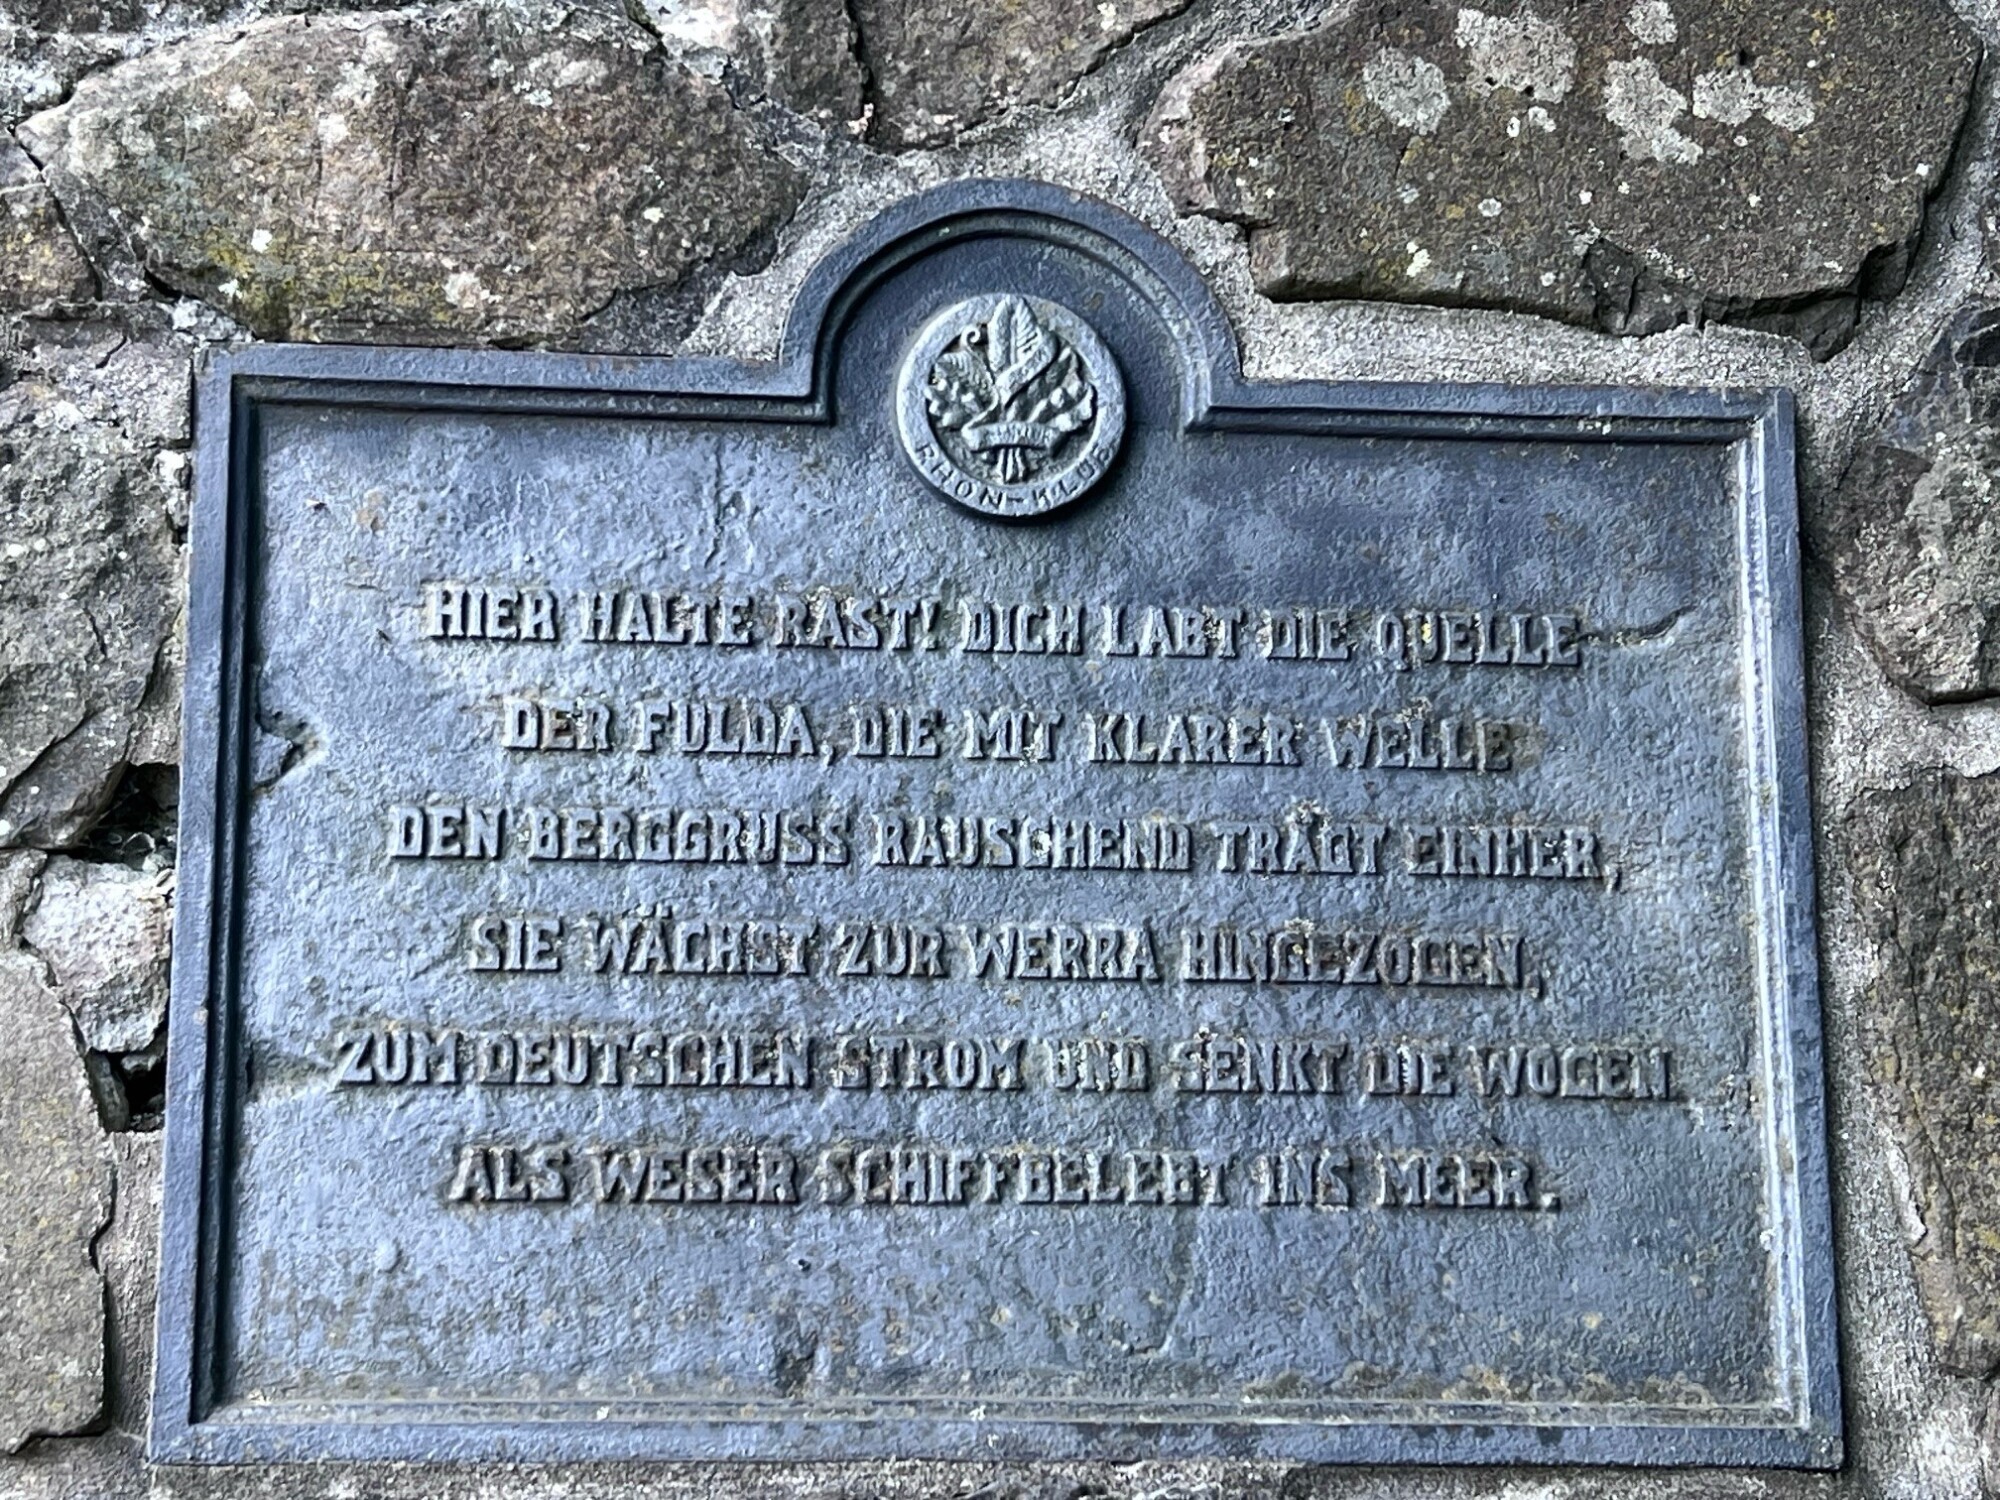 RHÖN-KLUB
HIER HALTE RAST! DICH LABT DIE QUELLE
DER FULDA, DIE MIT KLARER WELLE
DEN BERGGRUSS RAUSCHEND TRÄGT EINHER,
SIE WÄCHST ZUR WERRA HINGEZOGEN,
ZUM DEUTSCHEN STROM UND SENKT DIE WOGEN
ALS WESER SCHIFFBELEBT INS MEER.